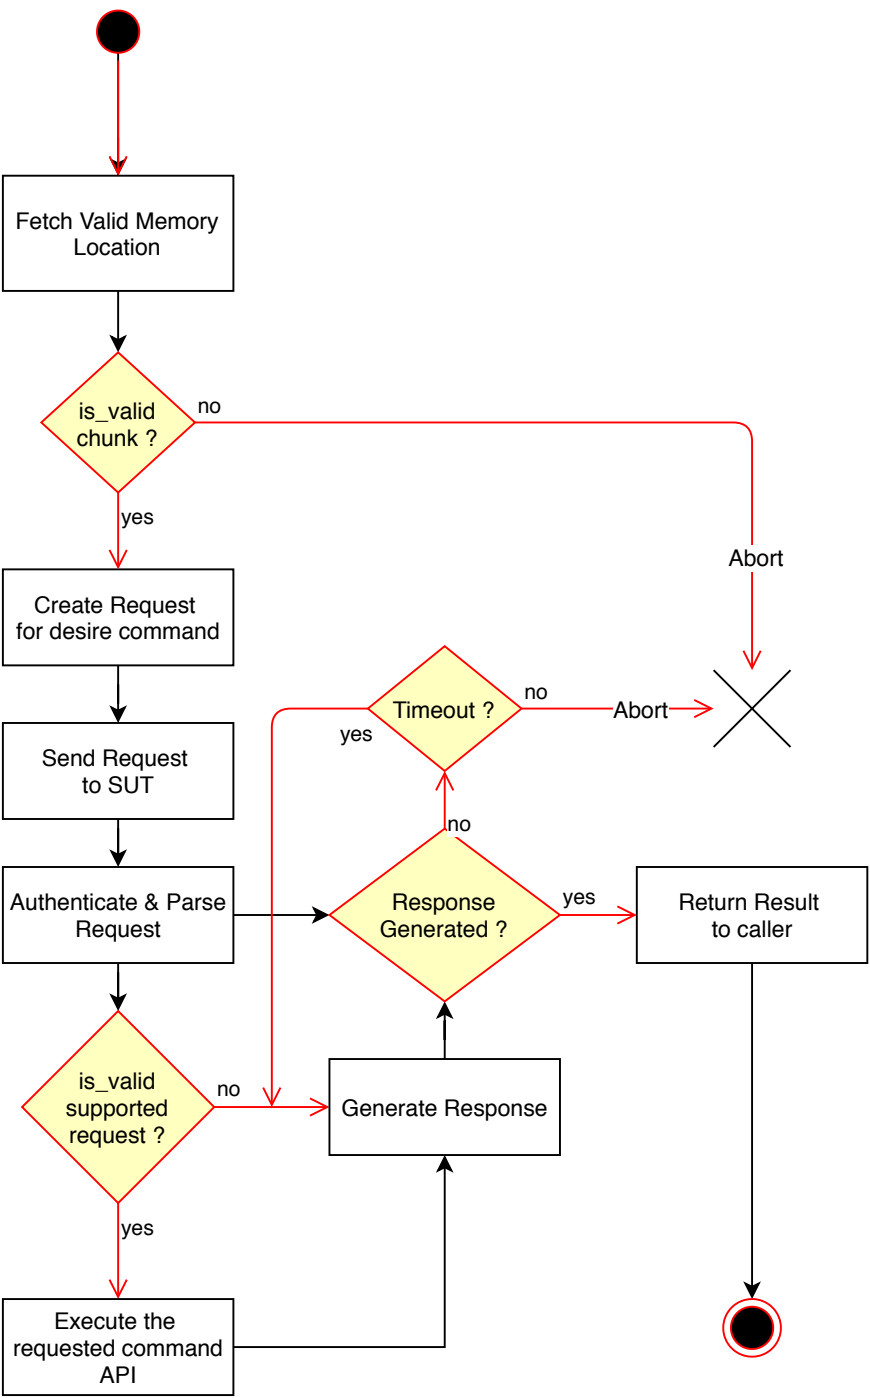 Fetch Valid Memory
Location
is_valid
chunk ?
no
yes
Abort
Create Request
for desire command
Timeout ?
no
Abort
yes
Send Request
to SUT
no
Authenticate & Parse
Request
Response
Generated ?
yes
Return Result
to caller
is_valid
supported
request ?
no
Generate Response
yes
Execute the
requested command
API